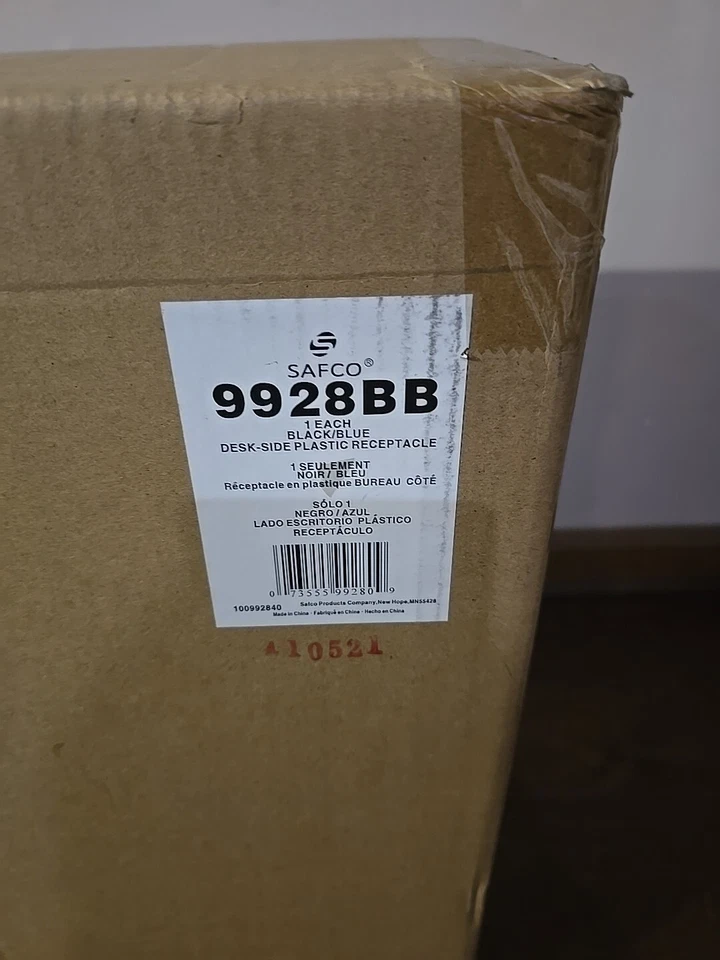 SAFCO®
9928BB
1 EACH
BLACK/BLUE
DESK-SIDE PLASTIC RECEPTACLE
1 SEULEMENT
NOIR/ BLEU
Réceptacle en plastique BUREAU CÔTÉ
SÓLO 1
NEGRO/AZUL
LADO ESCRITORIO PLÁSTICO
RECEPTÁCULO
0 73555 99280 9
100992840 Safco Products Company,New Hope,MN55428
Made in China · Fabriqué en China · Hecho en China
410521